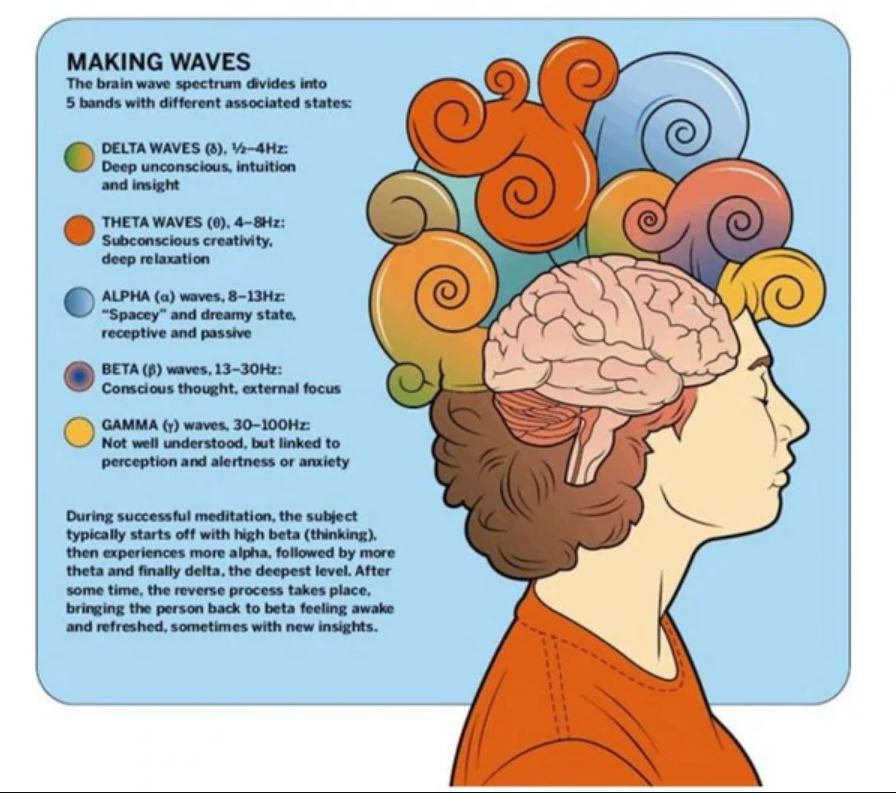 MAKING WAVES
The brain wave spectrum divides into
5 bands with different associated states:
DELTA WAVES (δ), ½–4Hz:
Deep unconscious, intuition
and insight
THETA WAVES (θ), 4–8Hz:
Subconscious creativity,
deep relaxation
ALPHA (α) waves, 8–13Hz:
“Spacey” and dreamy state,
receptive and passive
BETA (β) waves, 13–30Hz:
Conscious thought, external focus
GAMMA (γ) waves, 30–100Hz:
Not well understood, but linked to
perception and alertness or anxiety
During successful meditation, the subject
typically starts off with high beta (thinking),
then experiences more alpha, followed by more
theta and finally delta, the deepest level. After
some time, the reverse process takes place,
bringing the person back to beta feeling awake
and refreshed, sometimes with new insights.